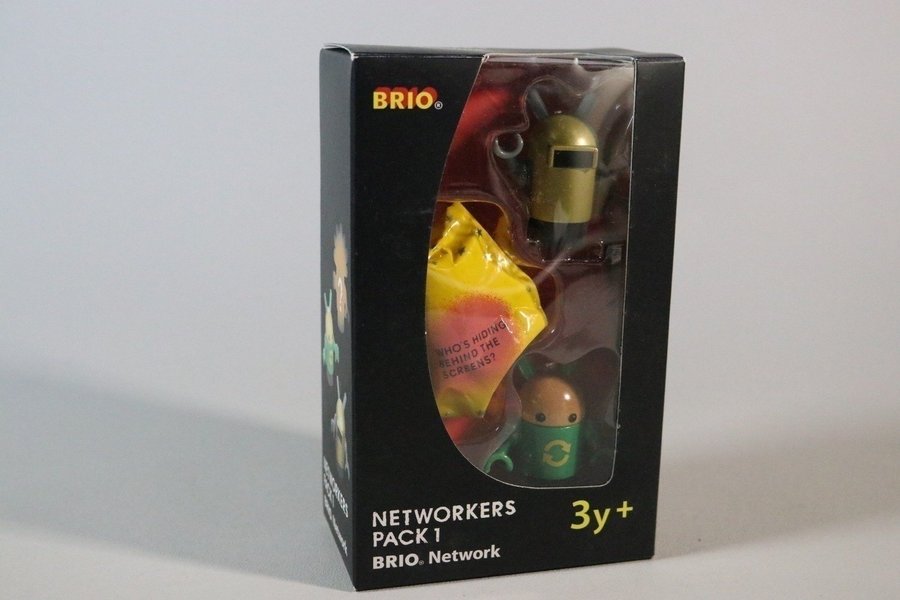 BRIO®
WHO'S HIDING
BEHIND THE
SCREENS?
NETWORKERS
PACK 1
BRIO® Network
3y+